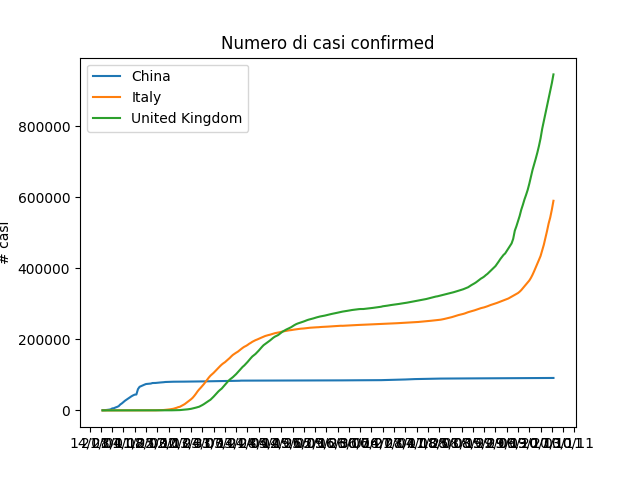 Numero di casi confirmed
China
Italy
United Kingdom
800000
600000
400000
200000
0
# casi